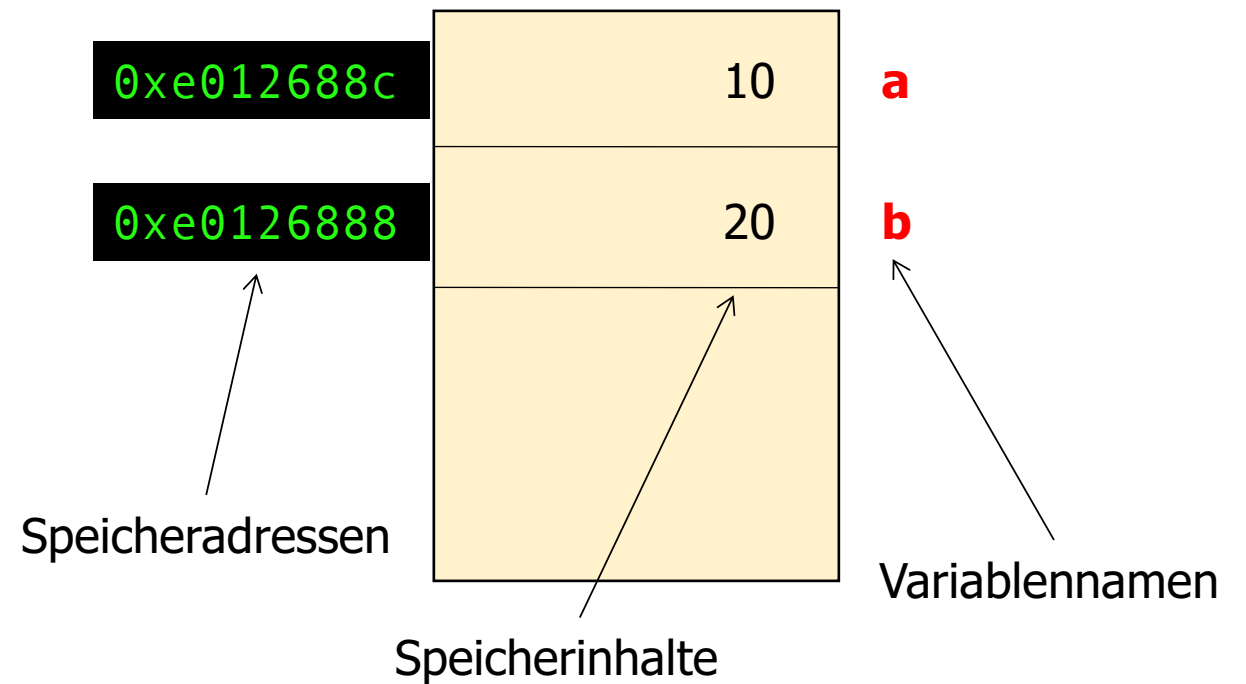 0xe012688c 10 a
0xe0126888 20 b
Speicheradressen
Variablennamen
Speicherinhalte